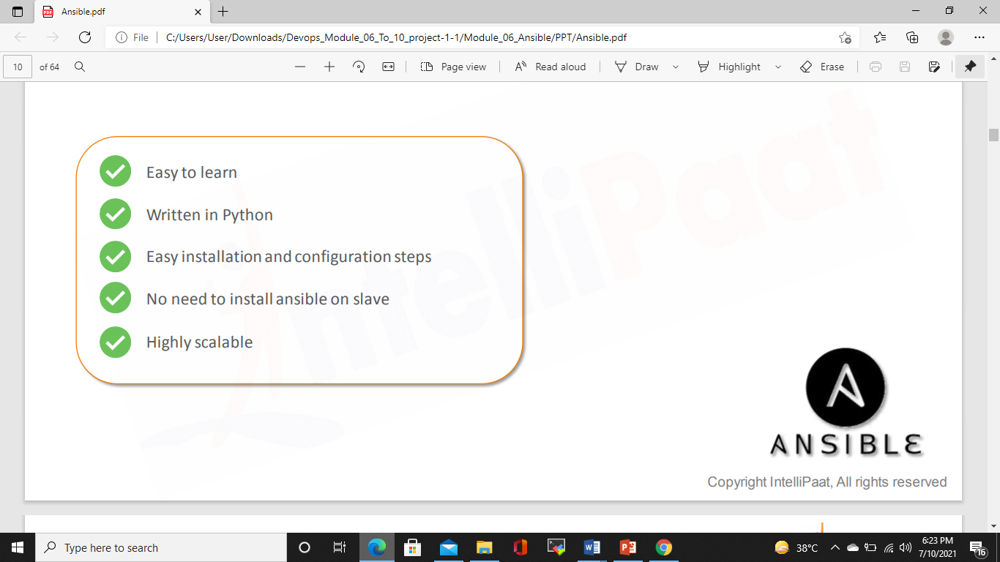 Ansible.pdf
File
C:/Users/User/Downloads/Devops_Module_06_To_10_project-1-1/Module_06_Ansible/PPT/Ansible.pdf
10 of 64
Page view
Read aloud
Draw
Highlight
Erase
IntelliPaat
Easy to learn
Written in Python
Easy installation and configuration steps
No need to install ansible on slave
Highly scalable
ANSIBLE
Copyright IntelliPaat, All rights reserved
Type here to search
38°C
6:23 PM
7/10/2021
16